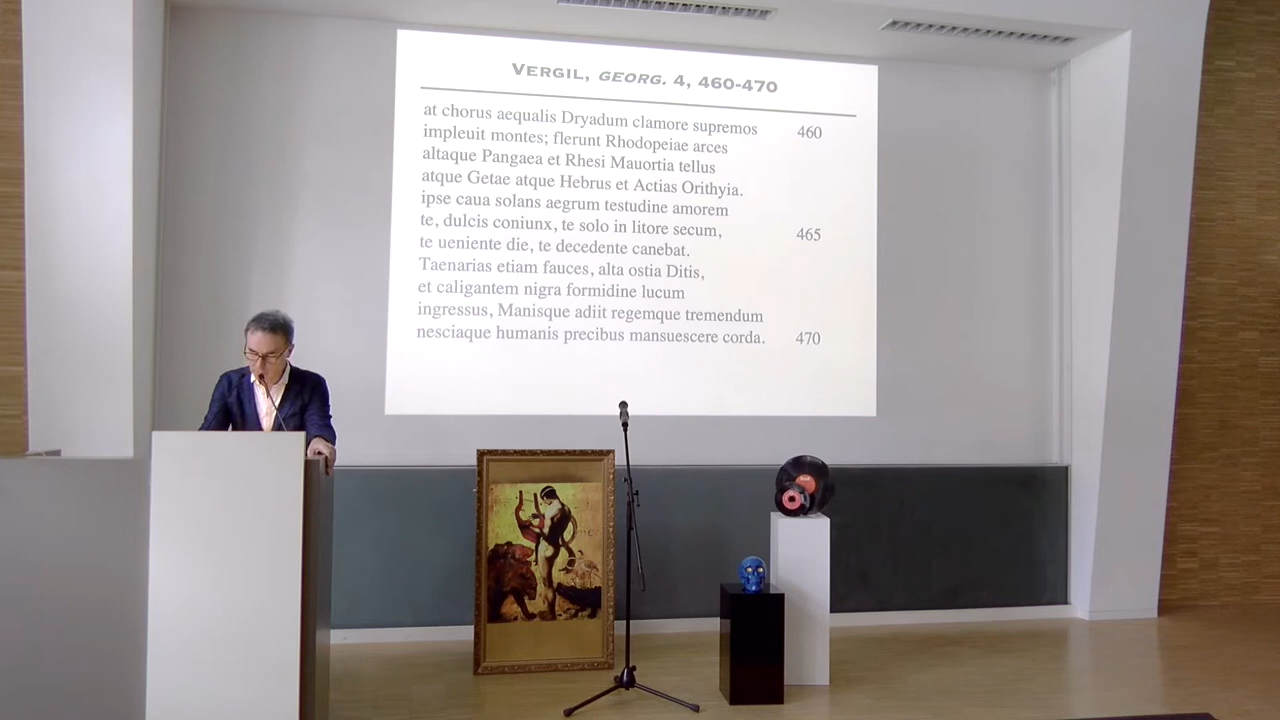 VERGIL, GEORG. 4, 460-470
at chorus aequalis Dryadum clamore supremos 460
impleuit montes; flerunt Rhodopeiae arces
altaque Pangaea et Rhesi Mauortia tellus
atque Getae atque Hebrus et Actias Orithyia.
ipse caua solans aegrum testudine amorem
te, dulcis coniunx, te solo in litore secum, 465
te ueniente die, te decedente canebat.
Taenarias etiam fauces, alta ostia Ditis,
et caligantem nigra formidine lucum
ingressus, Manisque adiit regemque tremendum
nesciaque humanis precibus mansuescere corda. 470